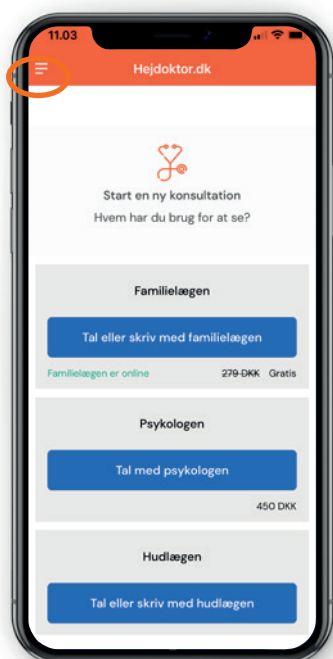 11.03
Hejdoktor.dk
Start en ny konsultation
Hvem har du brug for at se?
Familielægen
Tal eller skriv med familielægen
Familielægen er online 279 DKK Gratis
Psykologen
Tal med psykologen
450 DKK
Hudlægen
Tal eller skriv med hudlægen